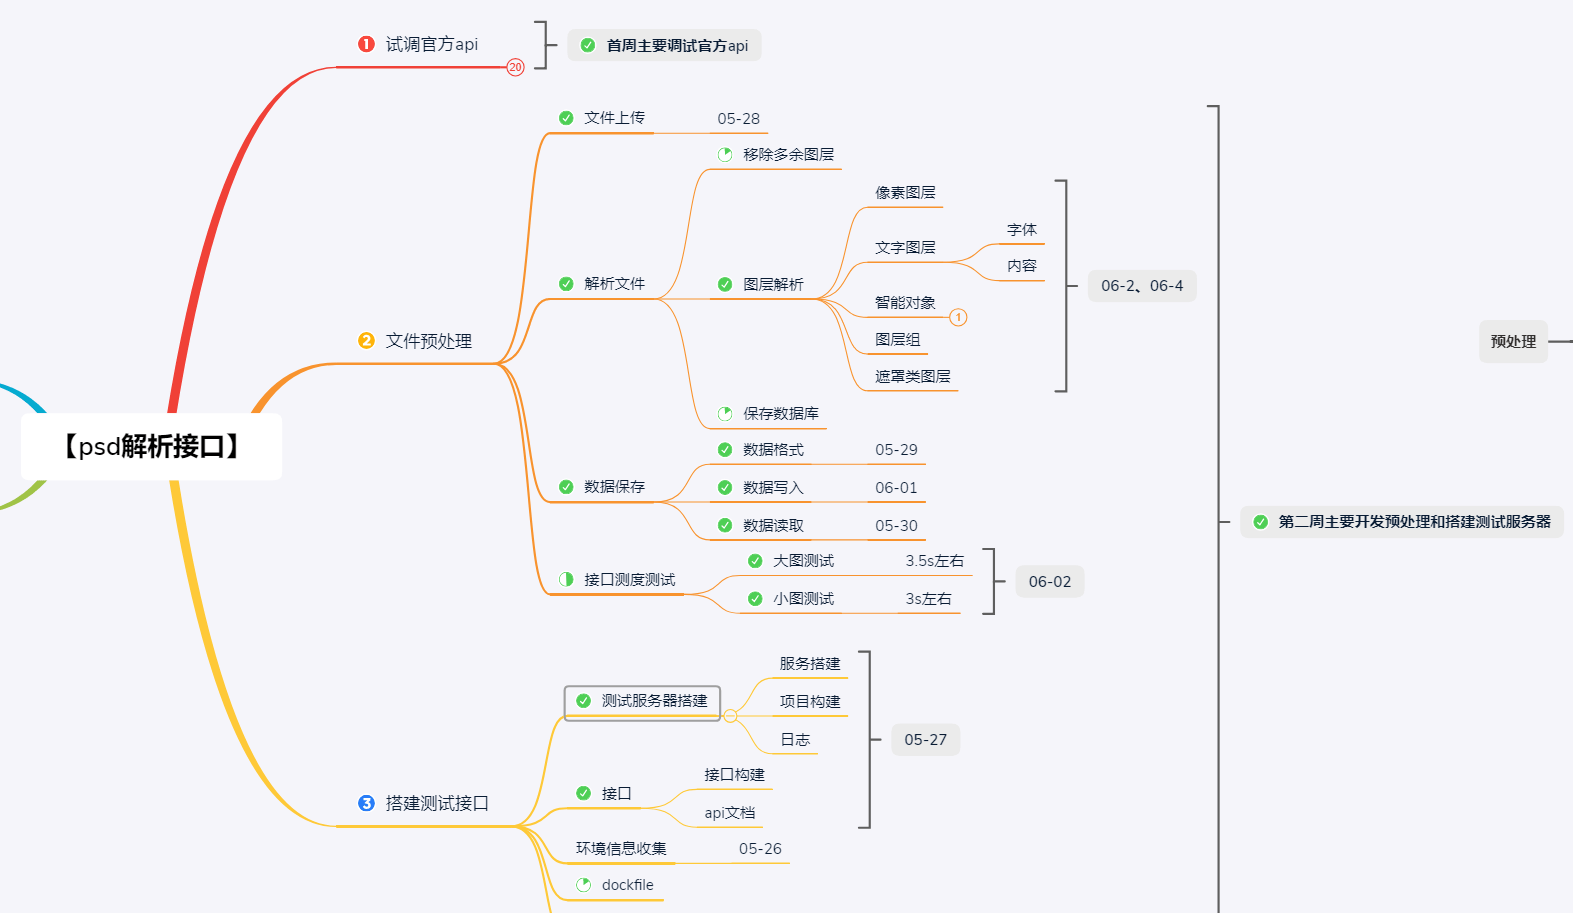 1 试调官方api
20
首周主要调试官方api
文件上传 05-28
移除多余图层
像素图层
字体
文字图层
内容
解析文件
图层解析
06-2、06-4
智能对象
1
2 文件预处理
图层组
预处理
遮罩类图层
保存数据库
【psd解析接口】
数据格式 05-29
数据保存
数据写入 06-01
数据读取 05-30
第二周主要开发预处理和搭建测试服务器
大图测试 3.5s左右
接口测度测试
06-02
小图测试 3s左右
服务搭建
测试服务器搭建
项目构建
日志
05-27
接口构建
接口
3 搭建测试接口
api文档
环境信息收集 05-26
dockfile